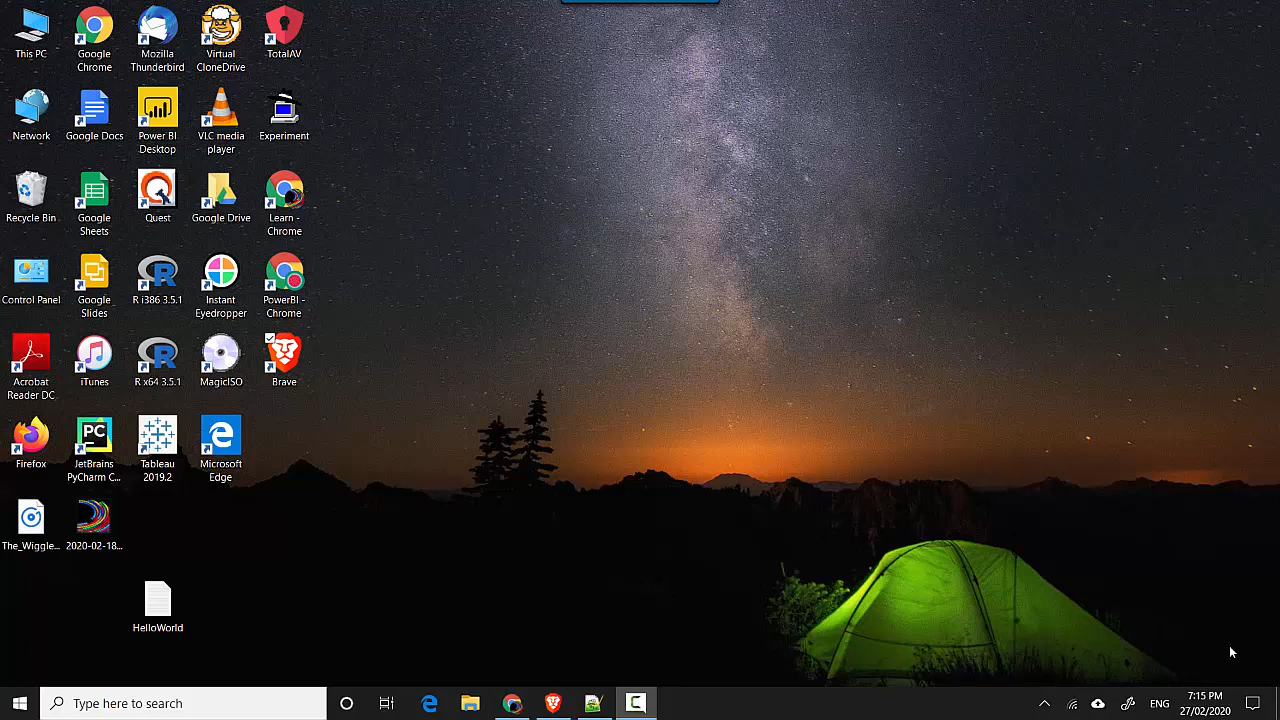 This PC
Google
Chrome
Mozilla
Thunderbird
Virtual
CloneDrive
TotalAV
Network
Google Docs
Power BI
Desktop
VLC media
player
Experiment
Recycle Bin
Google
Sheets
Quest
Google Drive
Learn -
Chrome
Control Panel
Google
Slides
R i386 3.5.1
Instant
Eyedropper
PowerBI -
Chrome
Acrobat
Reader DC
iTunes
R x64 3.5.1
MagicISO
Brave
Firefox
PC
JetBrains
PyCharm C...
Tableau
2019.2
Microsoft
Edge
The_Wiggle...
2020-02-18...
HelloWorld
Type here to search
ENG
7:15 PM
27/02/2020